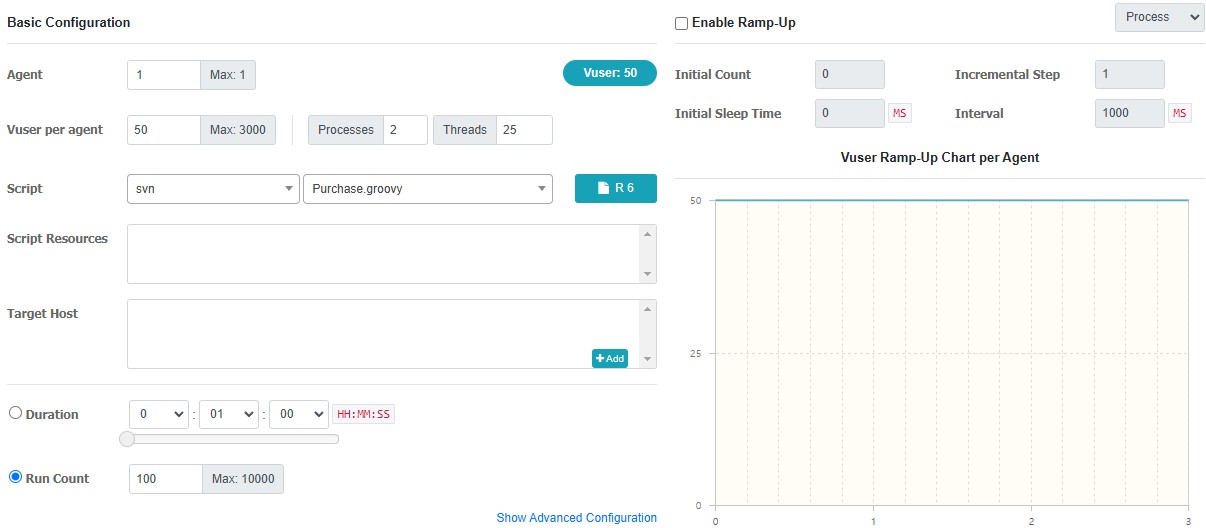 Basic Configuration
Agent 1 Max: 1 Vuser: 50
Vuser per agent 50 Max: 3000 Processes 2 Threads 25
Script svn Purchase.groovy R 6
Script Resources
Target Host
Add
Duration 0 : 01 : 00 HH:MM:SS
Run Count 100 Max: 10000
Show Advanced Configuration
Enable Ramp-Up Process
Initial Count 0 Incremental Step 1
Initial Sleep Time 0 MS Interval 1000 MS
Vuser Ramp-Up Chart per Agent
50
25
0
0 1 2 3